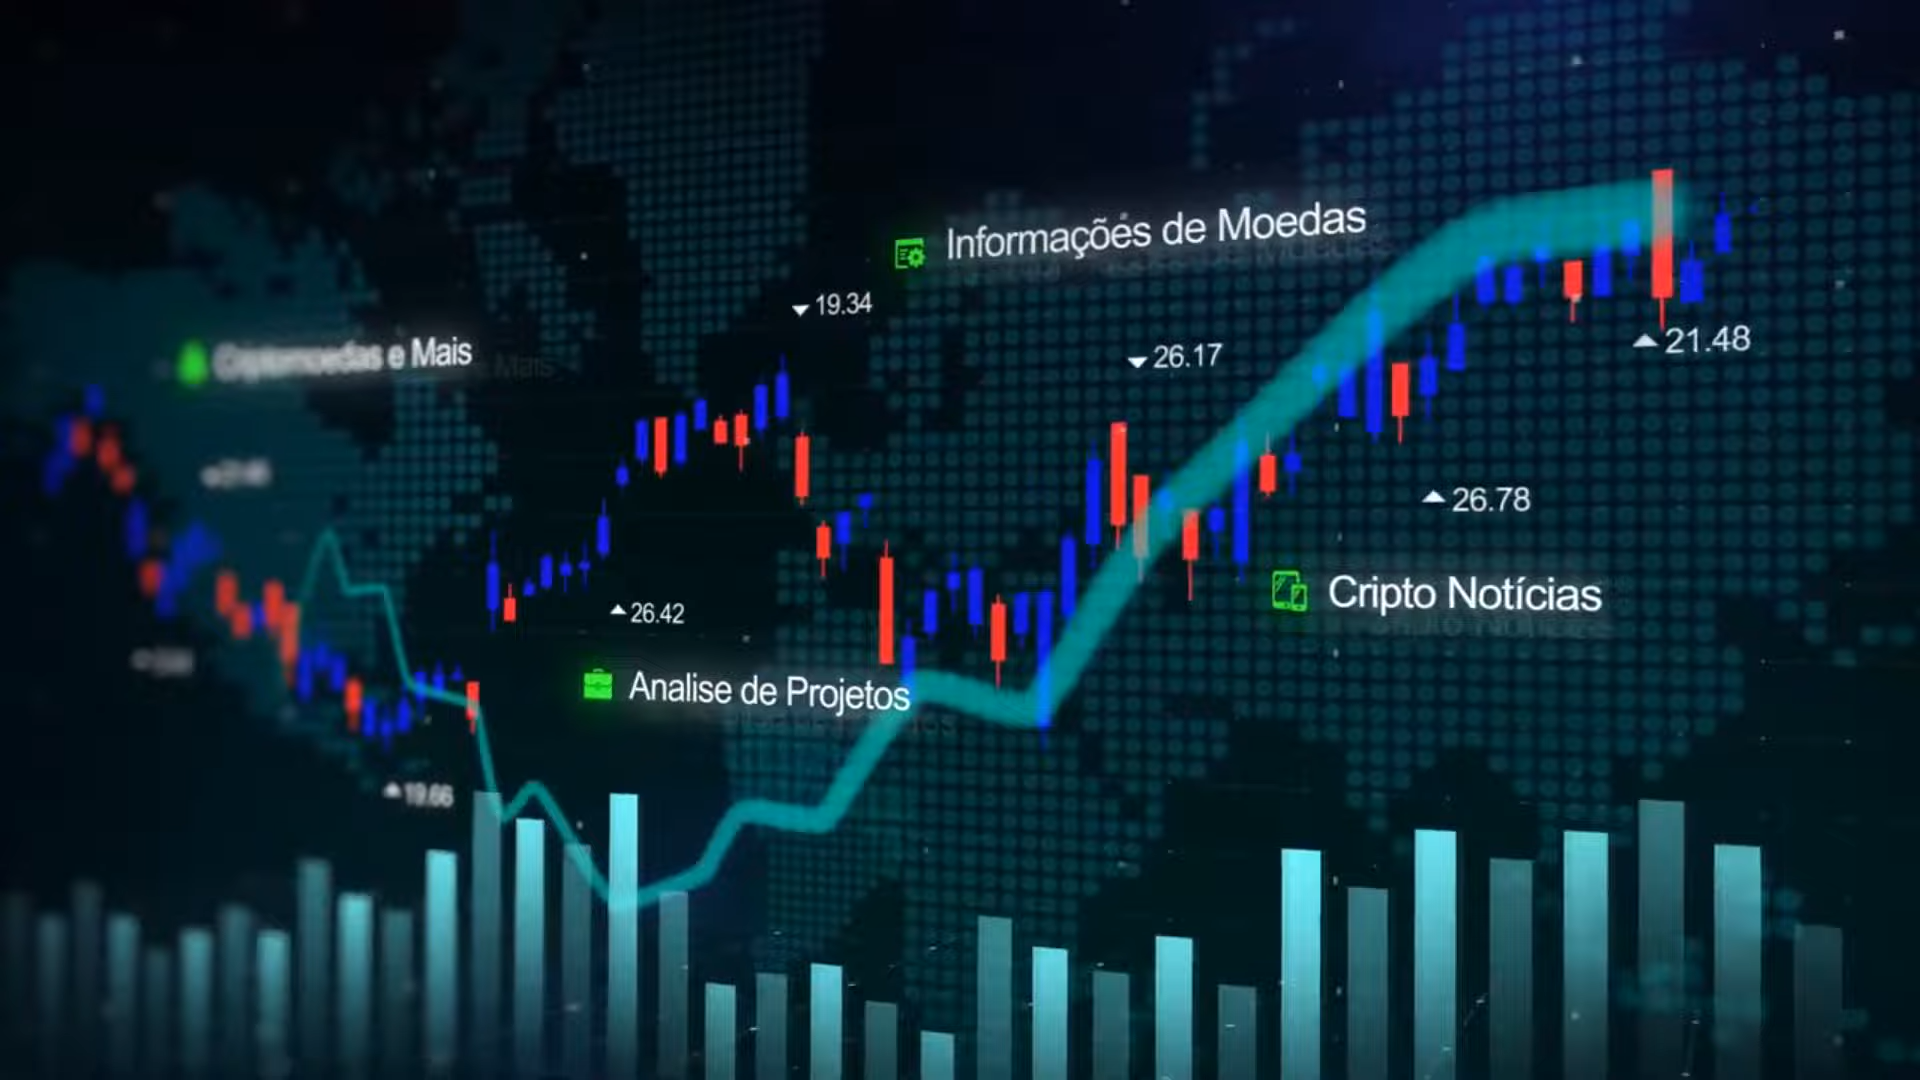 Informações de Moedas
19.34
Criptomoedas e Mais
26.17
21.48
26.78
26.42
Cripto Notícias
Analise de Projetos
19.66